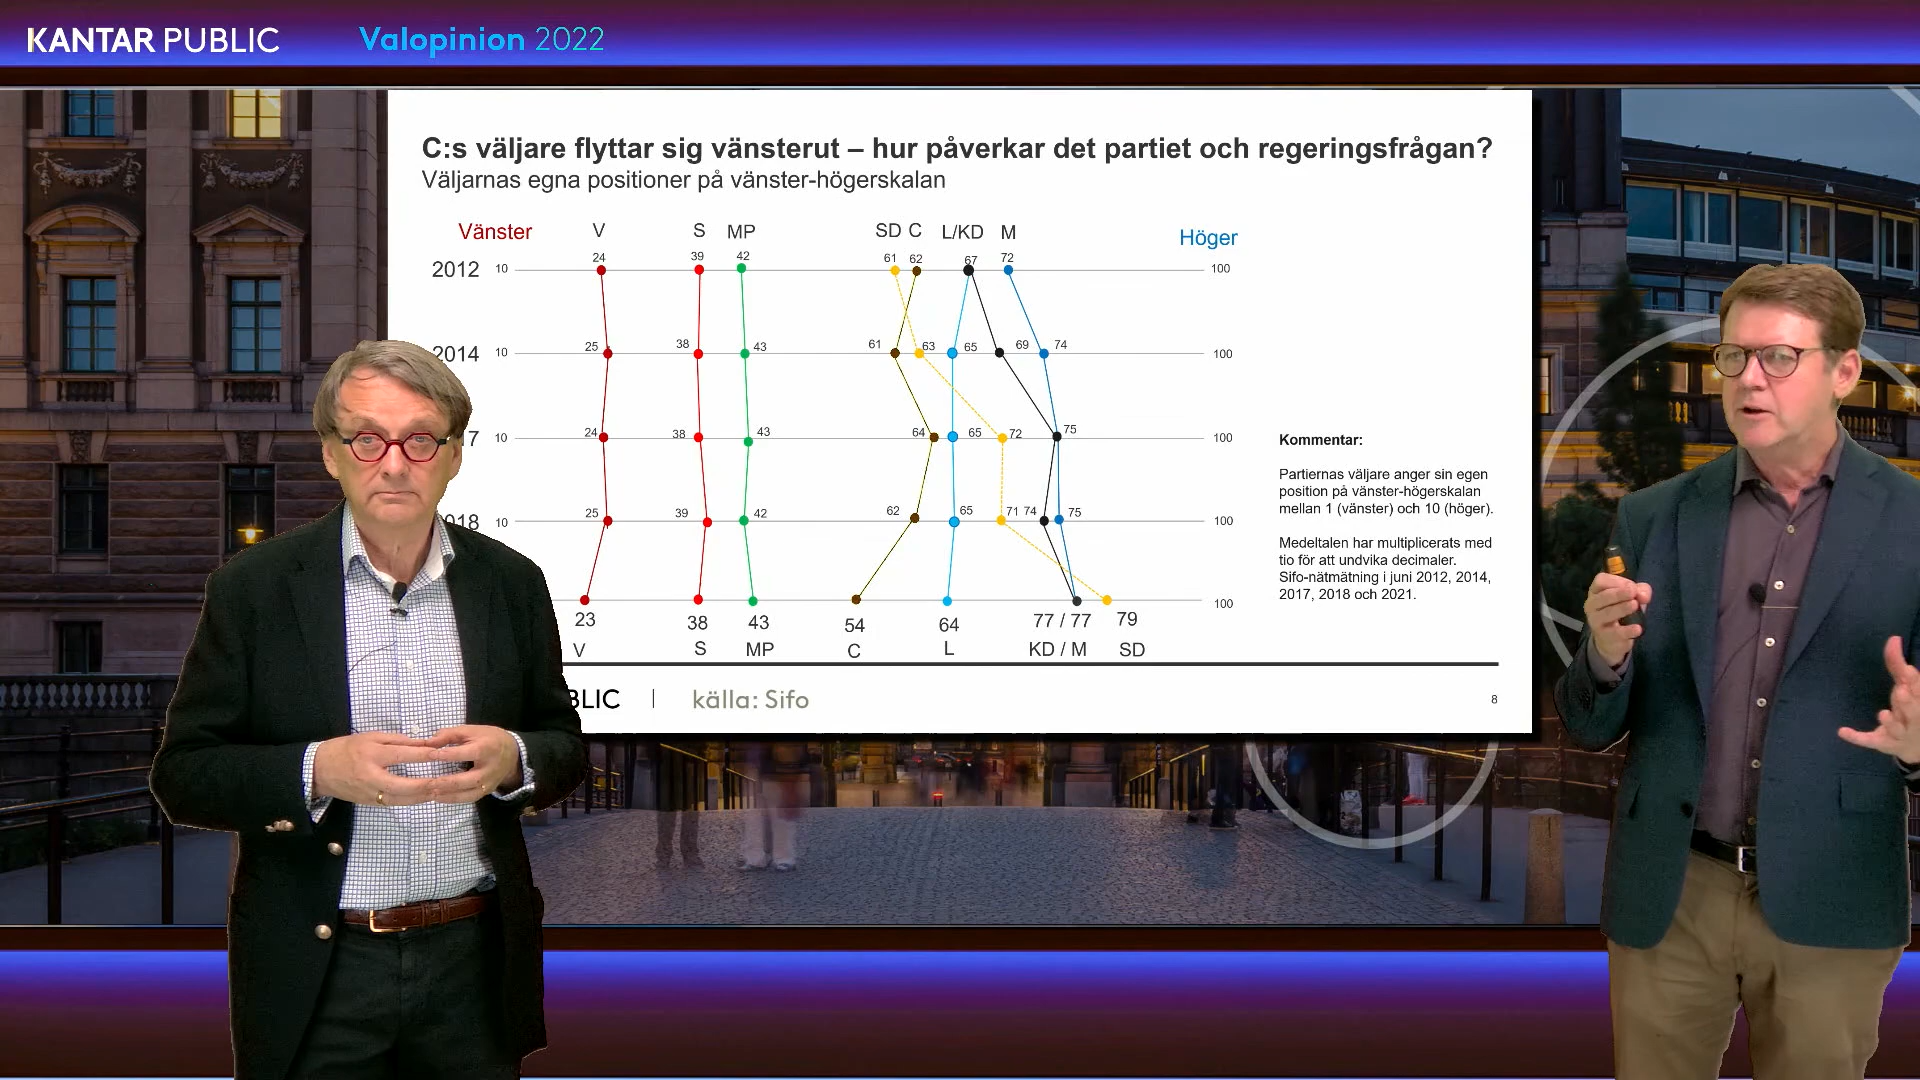 KANTAR PUBLIC Valopinion 2022
C:s väljare flyttar sig vänsterut – hur påverkar det partiet och regeringsfrågan?
Väljarnas egna positioner på vänster-högerskalan
Vänster V S MP SD C L/KD M Höger
24 39 42 61 62 67 72
2012 10 100
25 38 43 61 63 65 69 74
2014 10 100
24 38 43 64 65 72 75
17 10 100
25 39 42 62 65 71 74 75
018 10 100
100
23 38 43 54 64 77 / 77 79
V S MP C L KD / M SD
Kommentar:
Partiernas väljare anger sin egen
position på vänster-högerskalan
mellan 1 (vänster) och 10 (höger).
Medeltalen har multiplicerats med
tio för att undvika decimaler.
Sifo-nätmätning i juni 2012, 2014,
2017, 2018 och 2021.
BLIC | källa: Sifo
8